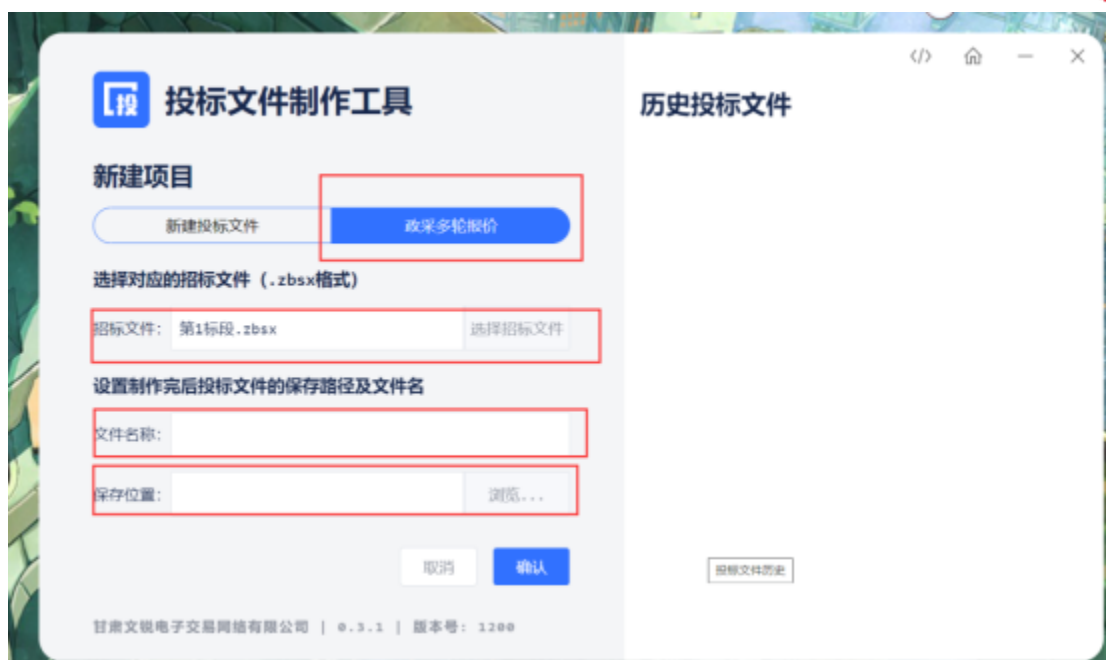 投 投标文件制作工具
历史投标文件
新建项目
新建投标文件 政采多轮报价
选择对应的招标文件（.zbsx格式）
招标文件： 第1标段.zbsx 选择招标文件
设置制作完后投标文件的保存路径及文件名
文件名称：
保存位置： 浏览...
取消 确认
投标文件历史
甘肃文锐电子交易网络有限公司 | 0.3.1 | 版本号: 1200